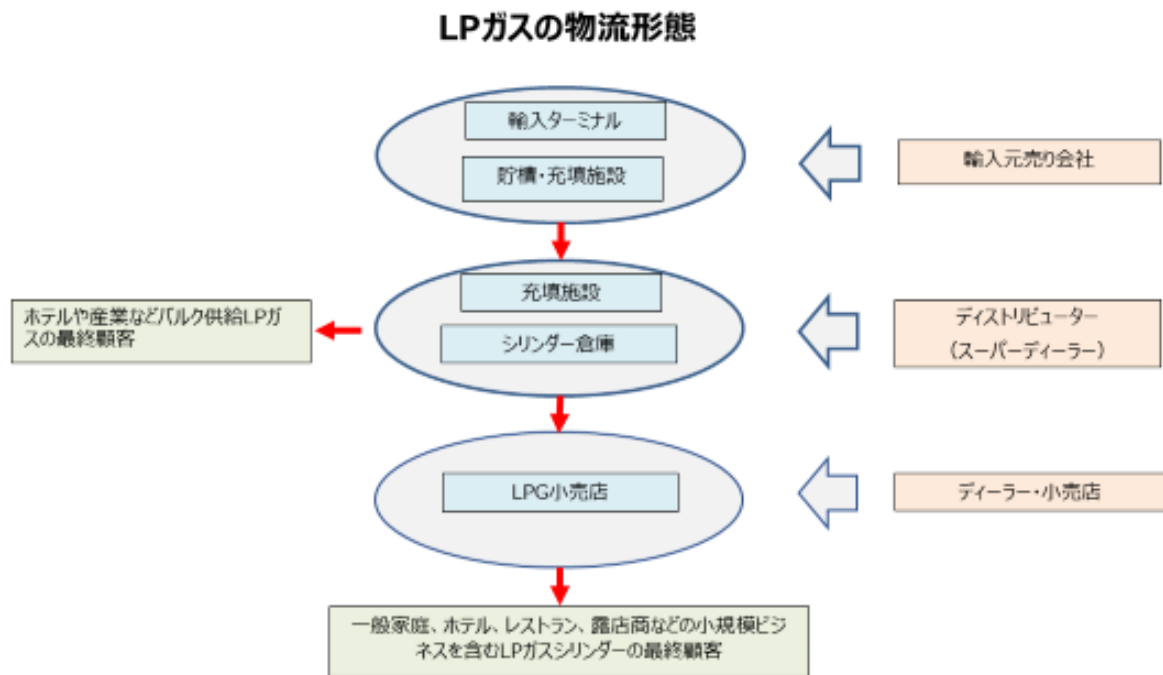 LPガスの物流形態
輸入ターミナル
貯槽・充填施設
輸入元売り会社
充填施設
シリンダー倉庫
ホテルや産業などバルク供給LPガ
スの最終顧客
ディストリビューター
(スーパーディーラー)
LPG小売店
ディーラー・小売店
一般家庭、ホテル、レストラン、露店商などの小規模ビジ
ネスを含むLPガスシリンダーの最終顧客